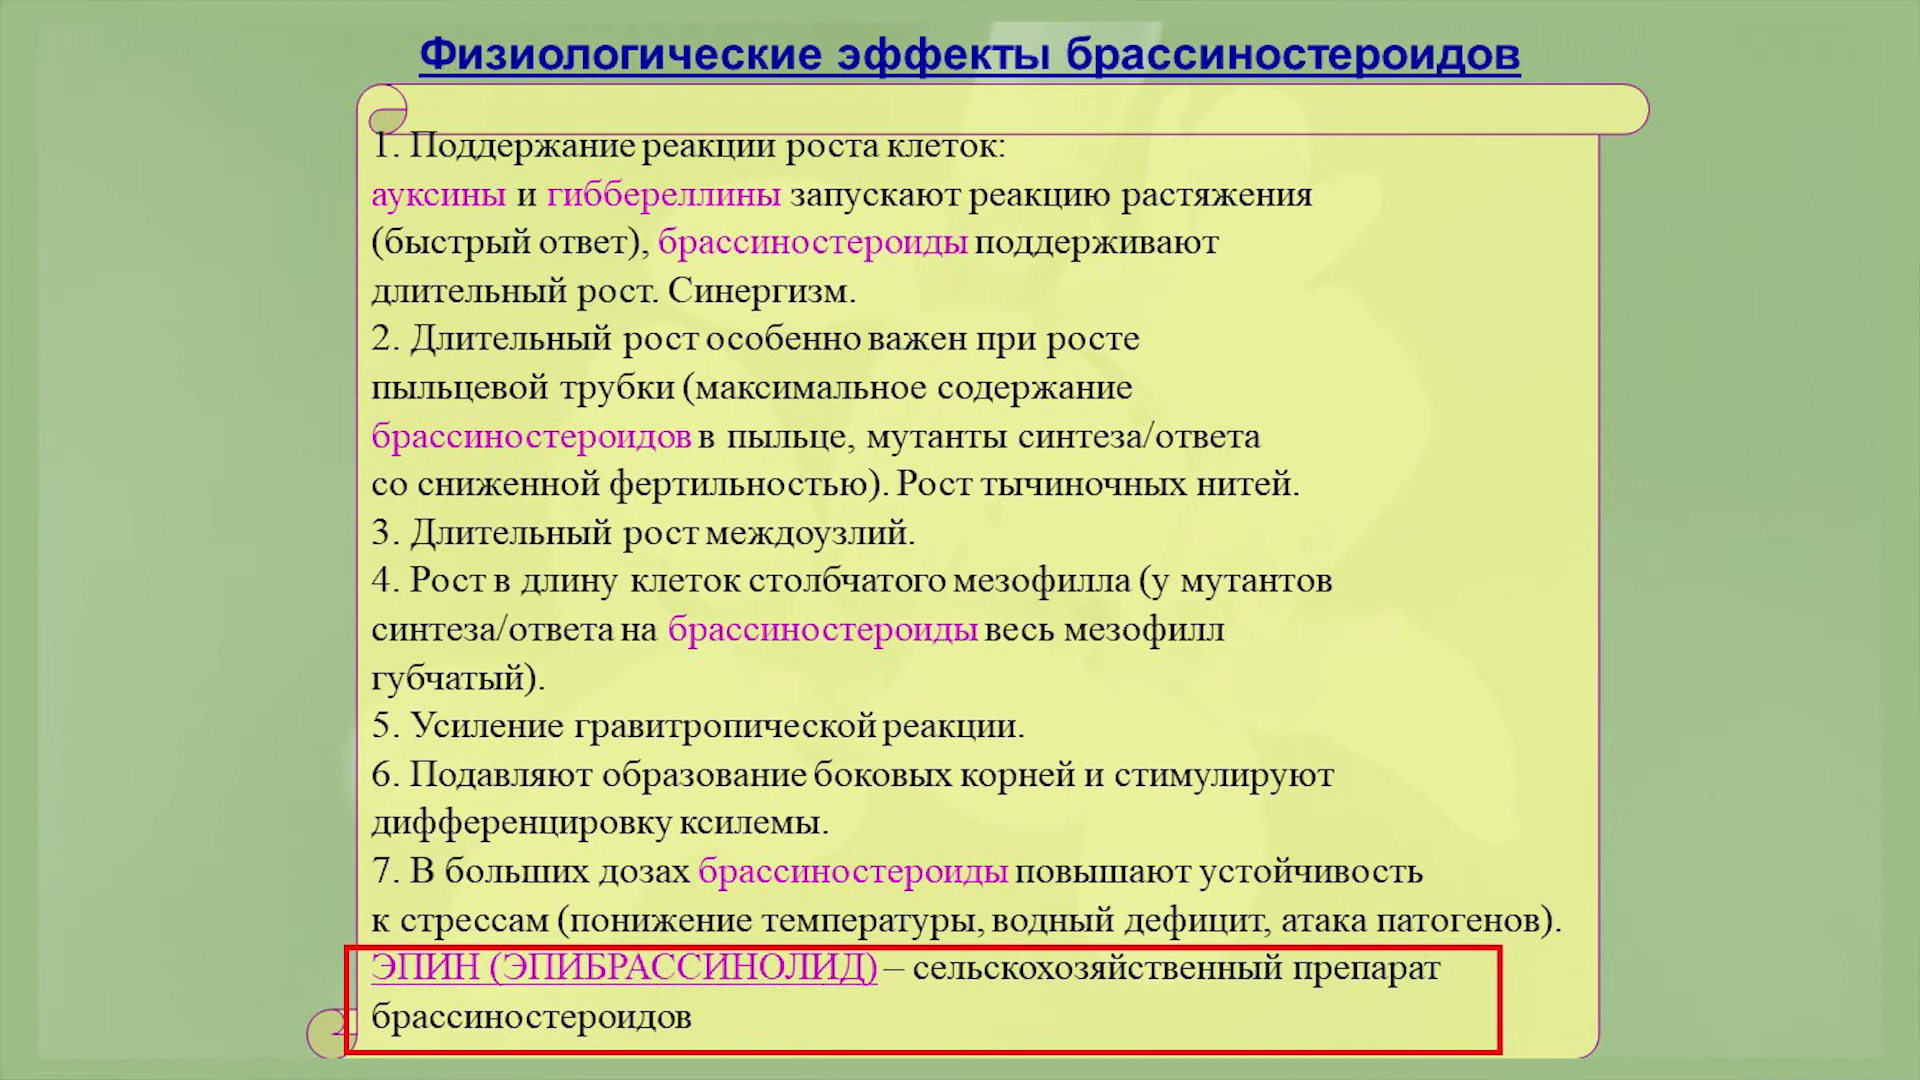 Физиологические эффекты брассиностероидов
1. Поддержание реакции роста клеток:
ауксины и гиббереллины запускают реакцию растяжения
(быстрый ответ), брассиностероиды поддерживают
длительный рост. Синергизм.
2. Длительный рост особенно важен при росте
пыльцевой трубки (максимальное содержание
брассиностероидов в пыльце, мутанты синтеза/ответа
со сниженной фертильностью). Рост тычиночных нитей.
3. Длительный рост междоузлий.
4. Рост в длину клеток столбчатого мезофилла (у мутантов
синтеза/ответа на брассиностероиды весь мезофилл
губчатый).
5. Усиление гравитропической реакции.
6. Подавляют образование боковых корней и стимулируют
дифференцировку ксилемы.
7. В больших дозах брассиностероиды повышают устойчивость
к стрессам (понижение температуры, водный дефицит, атака патогенов).
ЭПИН (ЭПИБРАССИНОЛИД) – сельскохозяйственный препарат
брассиностероидов